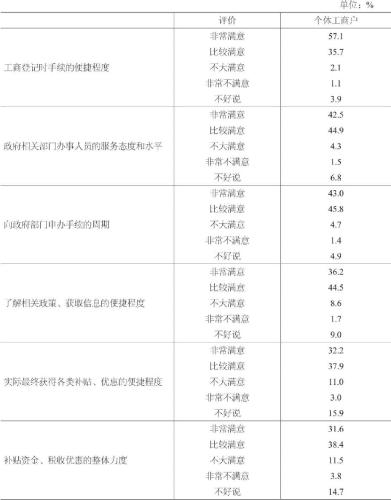 单位：%
评价 个体工商户
工商登记时手续的便捷程度
非常满意 57.1
比较满意 35.7
不大满意 2.1
非常不满意 1.1
不好说 3.9
政府相关部门办事人员的服务态度和水平
非常满意 42.5
比较满意 44.9
不大满意 4.3
非常不满意 1.5
不好说 6.8
向政府部门申办手续的周期
非常满意 43.0
比较满意 45.8
不大满意 4.7
非常不满意 1.4
不好说 4.9
了解相关政策、获取信息的便捷程度
非常满意 36.2
比较满意 44.5
不大满意 8.6
非常不满意 1.7
不好说 9.0
实际最终获得各类补贴、优惠的便捷程度
非常满意 32.2
比较满意 37.9
不大满意 11.0
非常不满意 3.0
不好说 15.9
补贴资金、税收优惠的整体力度
非常满意 31.6
比较满意 38.4
不大满意 11.5
非常不满意 3.8
不好说 14.7